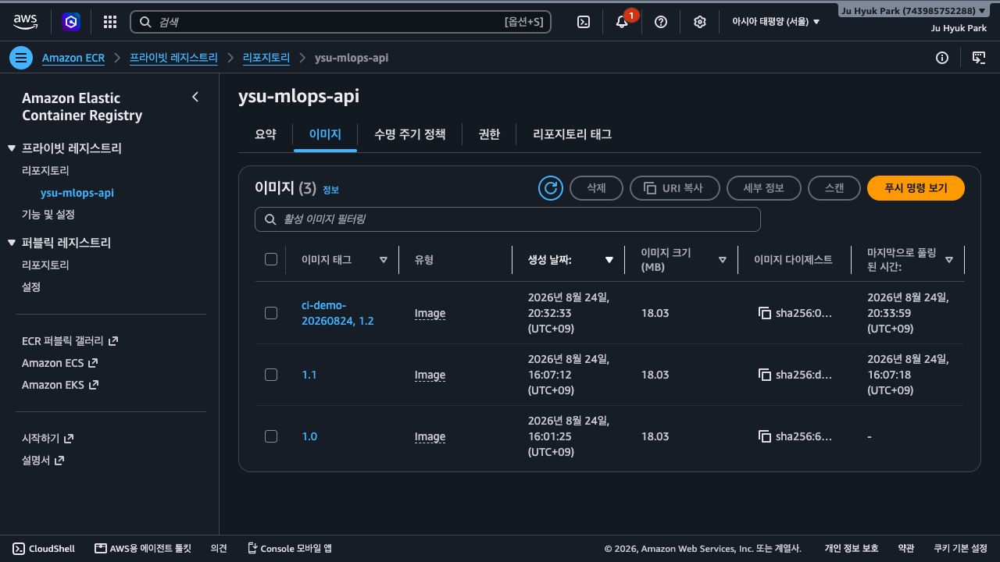 aws
검색
[옵션+S]
1
아시아 태평양 (서울)
Ju Hyuk Park (743985752288)
Ju Hyuk Park
Amazon ECR
프라이빗 레지스트리
리포지토리
ysu-mlops-api
Amazon Elastic
Container Registry
프라이빗 레지스트리
리포지토리
ysu-mlops-api
기능 및 설정
퍼블릭 레지스트리
리포지토리
설정
ECR 퍼블릭 갤러리
Amazon ECS
Amazon EKS
시작하기
설명서
ysu-mlops-api
요약
이미지
수명 주기 정책
권한
리포지토리 태그
이미지 (3) 정보
삭제
URI 복사
세부 정보
스캔
푸시 명령 보기
활성 이미지 필터링
이미지 태그
유형
생성 날짜:
이미지 크기
(MB)
이미지 다이제스트
마지막으로 풀링
된 시간:
ci-demo-
20260824, 1.2
Image
2026년 8월 24일,
20:32:33
(UTC+09)
18.03
sha256:0...
2026년 8월 24일,
20:33:59
(UTC+09)
1.1
Image
2026년 8월 24일,
16:07:12
(UTC+09)
18.03
sha256:d...
2026년 8월 24일,
16:07:18
(UTC+09)
1.0
Image
2026년 8월 24일,
16:01:25
(UTC+09)
18.03
sha256:6...
-
CloudShell
AWS용 에이전트 툴킷
의견
Console 모바일 앱
© 2026, Amazon Web Services, Inc. 또는 계열사.
개인 정보 보호
약관
쿠키 기본 설정